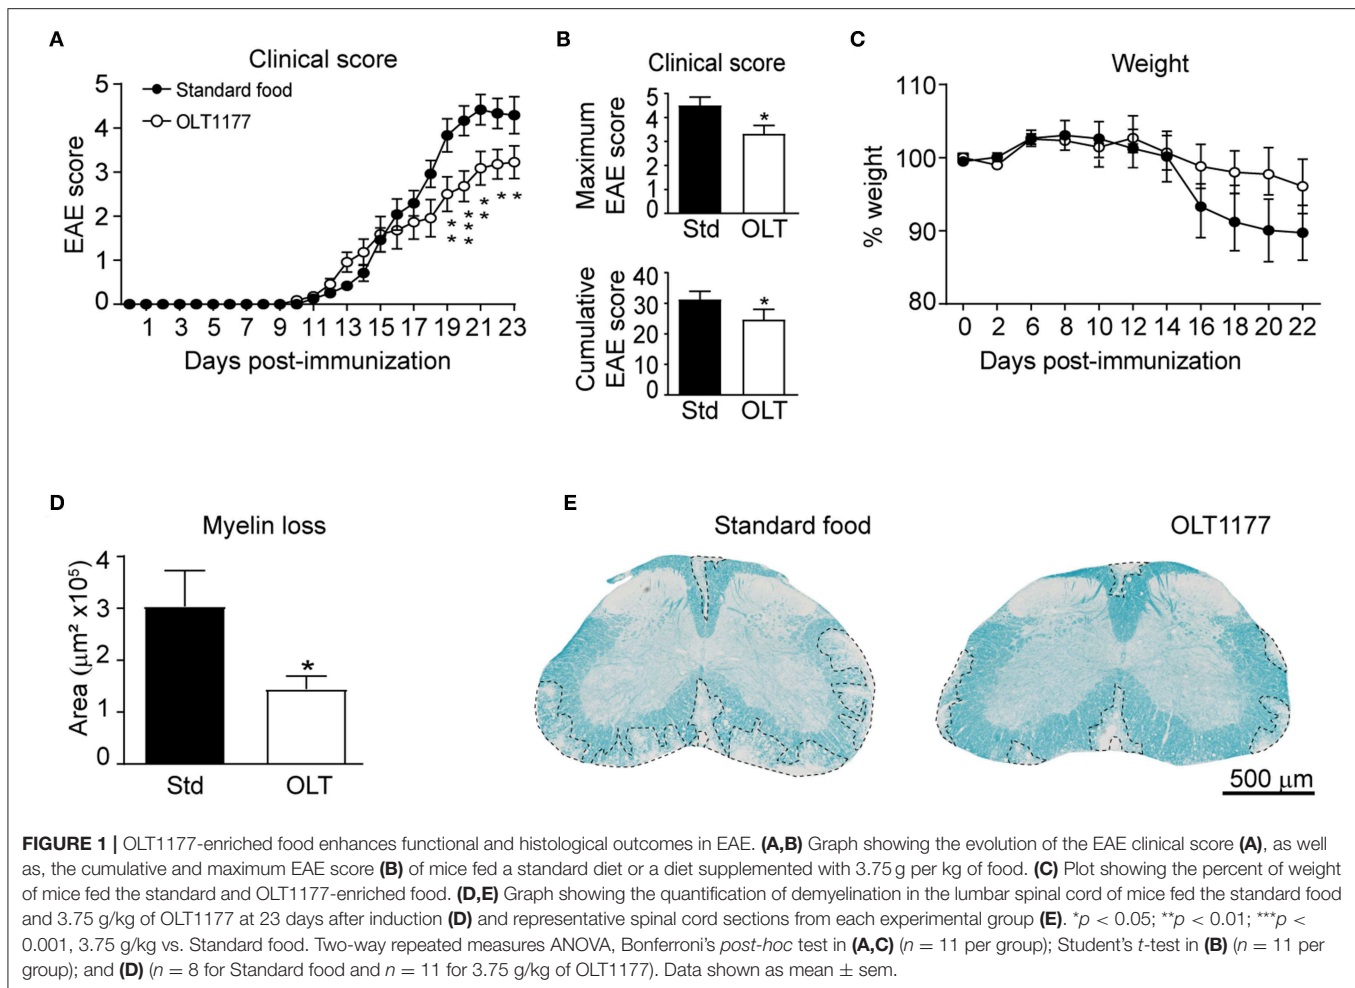 A
Clinical score
Standard food
OLT1177
EAE score
5
4
3
2
1
0
* *
* * *
* *
*
*
1 3 5 7 9 11 13 15 17 19 21 23
Days post-immunization
B
Clinical score
Maximum
EAE score
5
4
3
2
1
0
*
Std OLT
Cumulative
EAE score
40
30
20
10
0
*
Std OLT
C
Weight
% weight
110
100
90
80
0 2 6 8 10 12 14 16 18 20 22
Days post-immunization
D
Myelin loss
Area (µm² x10⁵)
4
3
2
1
0
*
Std OLT
E
Standard food OLT1177
500 µm
FIGURE 1 | OLT1177-enriched food enhances functional and histological outcomes in EAE. (A,B) Graph showing the evolution of the EAE clinical score (A), as well
as, the cumulative and maximum EAE score (B) of mice fed a standard diet or a diet supplemented with 3.75 g per kg of food. (C) Plot showing the percent of weight
of mice fed the standard and OLT1177-enriched food. (D,E) Graph showing the quantification of demyelination in the lumbar spinal cord of mice fed the standard food
and 3.75 g/kg of OLT1177 at 23 days after induction (D) and representative spinal cord sections from each experimental group (E). *p < 0.05; **p < 0.01; ***p <
0.001, 3.75 g/kg vs. Standard food. Two-way repeated measures ANOVA, Bonferroni's post-hoc test in (A,C) (n = 11 per group); Student's t-test in (B) (n = 11 per
group); and (D) (n = 8 for Standard food and n = 11 for 3.75 g/kg of OLT1177). Data shown as mean ± sem.